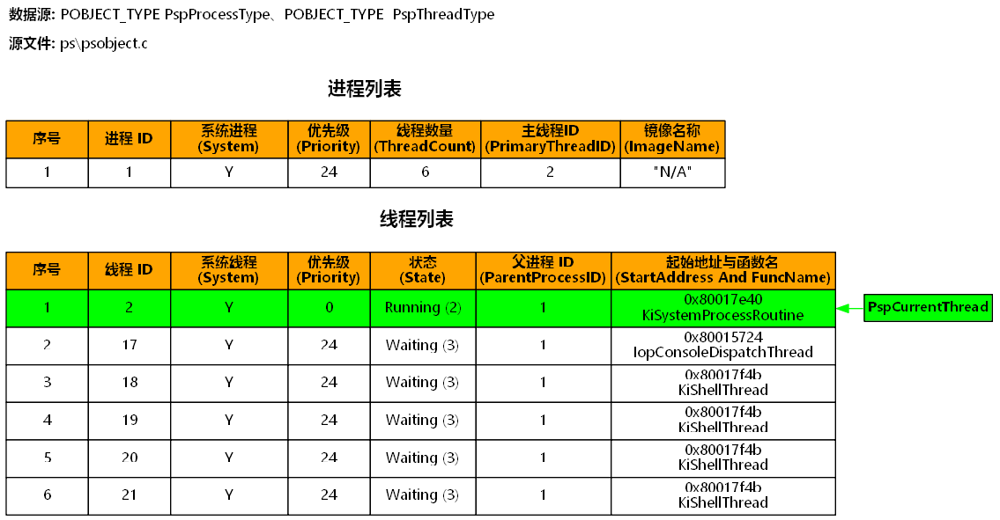 数据源: POBJECT_TYPE PspProcessType、POBJECT_TYPE PspThreadType
源文件: ps\psobject.c
进程列表
序号 进程 ID 系统进程 (System) 优先级 (Priority) 线程数量 (ThreadCount) 主线程ID (PrimaryThreadID) 镜像名称 (ImageName)
1 1 Y 24 6 2 "N/A"
线程列表
序号 线程 ID 系统线程 (System) 优先级 (Priority) 状态 (State) 父进程 ID (ParentProcessID) 起始地址与函数名 (StartAddress And FuncName)
1 2 Y 0 Running (2) 1 0x80017e40 KiSystemProcessRoutine PspCurrentThread
2 17 Y 24 Waiting (3) 1 0x80015724 IopConsoleDispatchThread
3 18 Y 24 Waiting (3) 1 0x80017f4b KiShellThread
4 19 Y 24 Waiting (3) 1 0x80017f4b KiShellThread
5 20 Y 24 Waiting (3) 1 0x80017f4b KiShellThread
6 21 Y 24 Waiting (3) 1 0x80017f4b KiShellThread